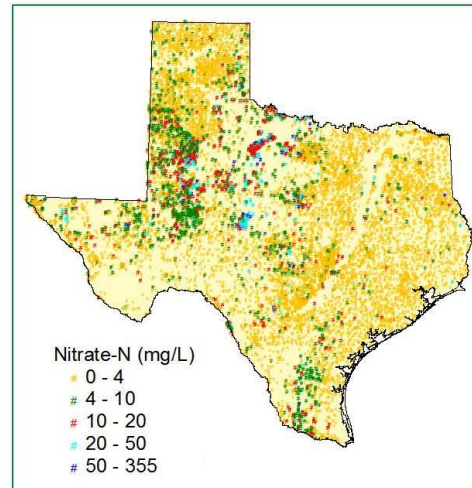 Nitrate-N (mg/L)
# 0 - 4
# 4 - 10
# 10 - 20
# 20 - 50
# 50 - 355